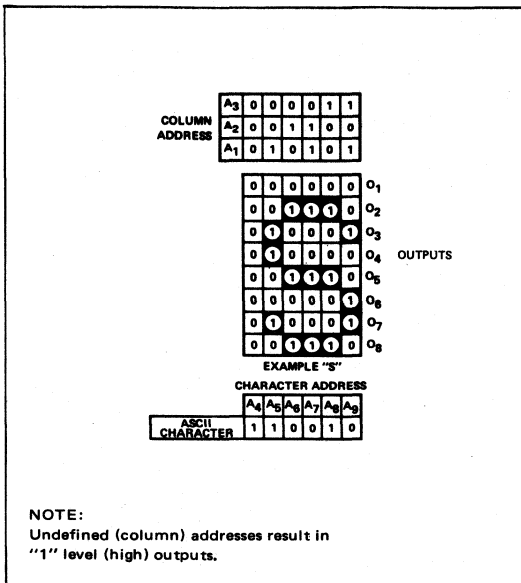 A3 0 0 0 0 1 1
COLUMN ADDRESS A2 0 0 1 1 0 0
A1 0 1 0 1 0 1
0 0 0 0 0 0 O1
0 0 1 1 1 0 O2
0 1 0 0 0 1 O3
0 1 0 0 0 0 O4 OUTPUTS
0 0 1 1 1 0 O5
0 0 0 0 0 1 O6
0 1 0 0 0 1 O7
0 0 1 1 1 0 O8
EXAMPLE "S"
CHARACTER ADDRESS
A4 A5 A6 A7 A8 A9
ASCII CHARACTER 1 1 0 0 1 0
NOTE:
Undefined (column) addresses result in
"1" level (high) outputs.